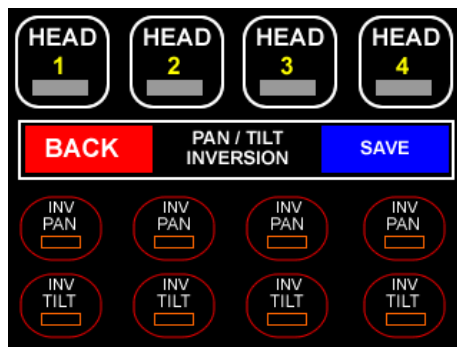 HEAD HEAD HEAD HEAD
1 2 3 4
BACK PAN / TILT INVERSION SAVE
INV PAN INV PAN INV PAN INV PAN
INV TILT INV TILT INV TILT INV TILT